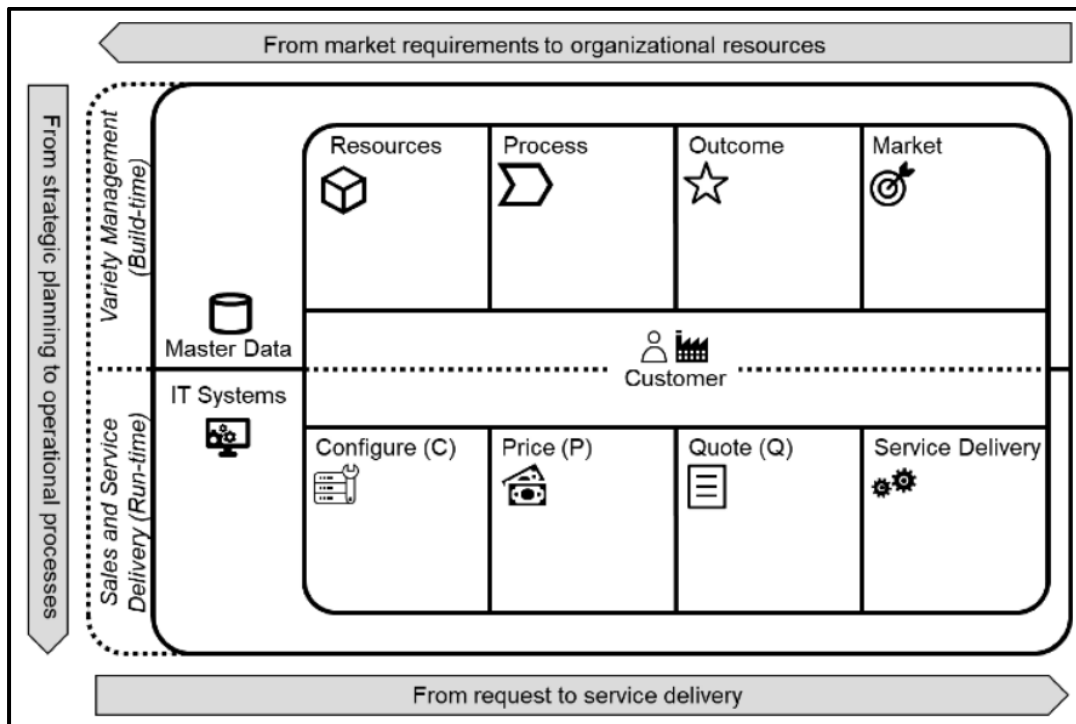 From market requirements to organizational resources
From strategic planning to operational processes
Variety Management
(Build-time)
Resources
Process
Outcome
Market
Master Data
Customer
Sales and Service
Delivery (Run-time)
IT Systems
Configure (C)
Price (P)
Quote (Q)
Service Delivery
From request to service delivery